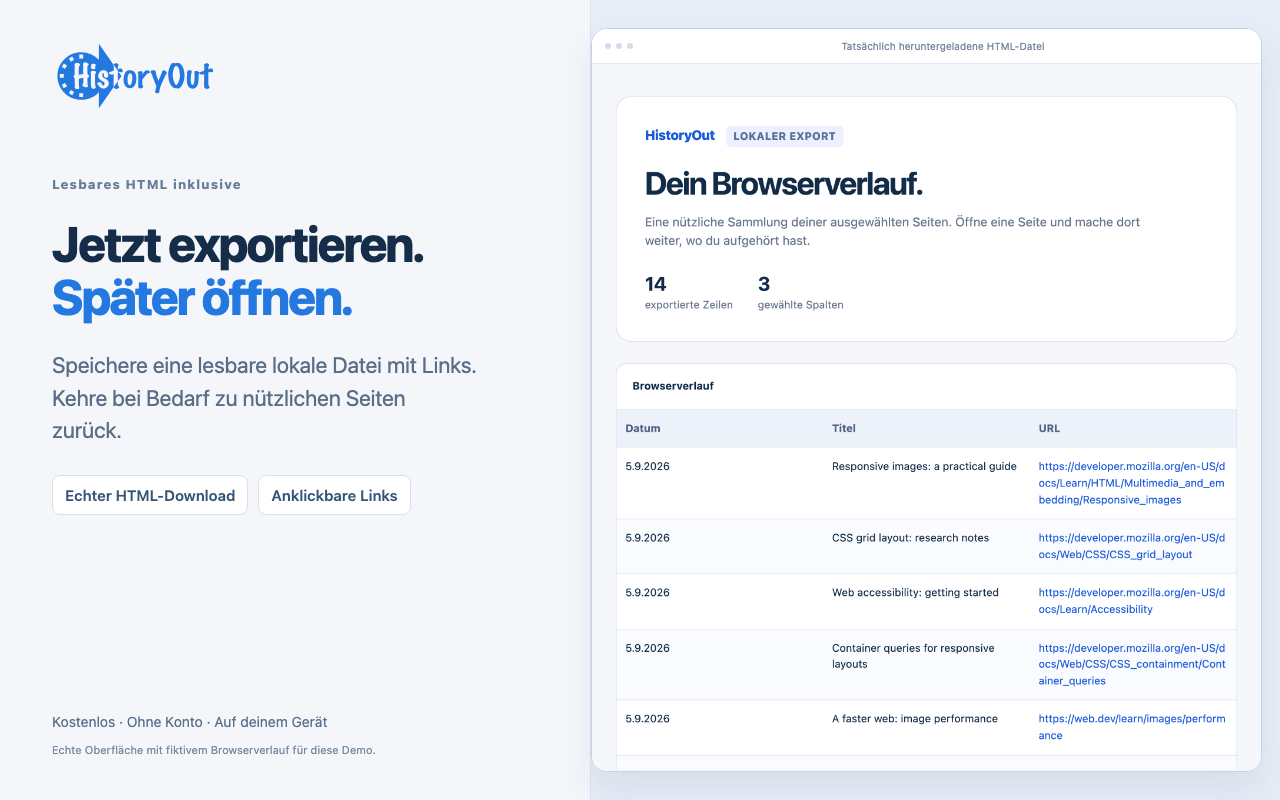 HistoryOut
Lesbares HTML inklusive
Jetzt exportieren.
Später öffnen.
Speichere eine lesbare lokale Datei mit Links.
Kehre bei Bedarf zu nützlichen Seiten
zurück.
Echter HTML-Download
Anklickbare Links
Kostenlos · Ohne Konto · Auf deinem Gerät
Echte Oberfläche mit fiktivem Browserverlauf für diese Demo.
Tatsächlich heruntergeladene HTML-Datei
HistoryOut LOKALER EXPORT
Dein Browserverlauf.
Eine nützliche Sammlung deiner ausgewählten Seiten. Öffne eine Seite und mache dort
weiter, wo du aufgehört hast.
14 3
exportierte Zeilen gewählte Spalten
Browserverlauf
Datum Titel URL
5.9.2026 Responsive images: a practical guide https://developer.mozilla.org/en-US/d
ocs/Learn/HTML/Multimedia_and_em
bedding/Responsive_images
5.9.2026 CSS grid layout: research notes https://developer.mozilla.org/en-US/d
ocs/Web/CSS/CSS_grid_layout
5.9.2026 Web accessibility: getting started https://developer.mozilla.org/en-US/d
ocs/Learn/Accessibility
5.9.2026 Container queries for responsive https://developer.mozilla.org/en-US/d
layouts ocs/Web/CSS/CSS_containment/Cont
ainer_queries
5.9.2026 A faster web: image performance https://web.dev/learn/images/perform
ance